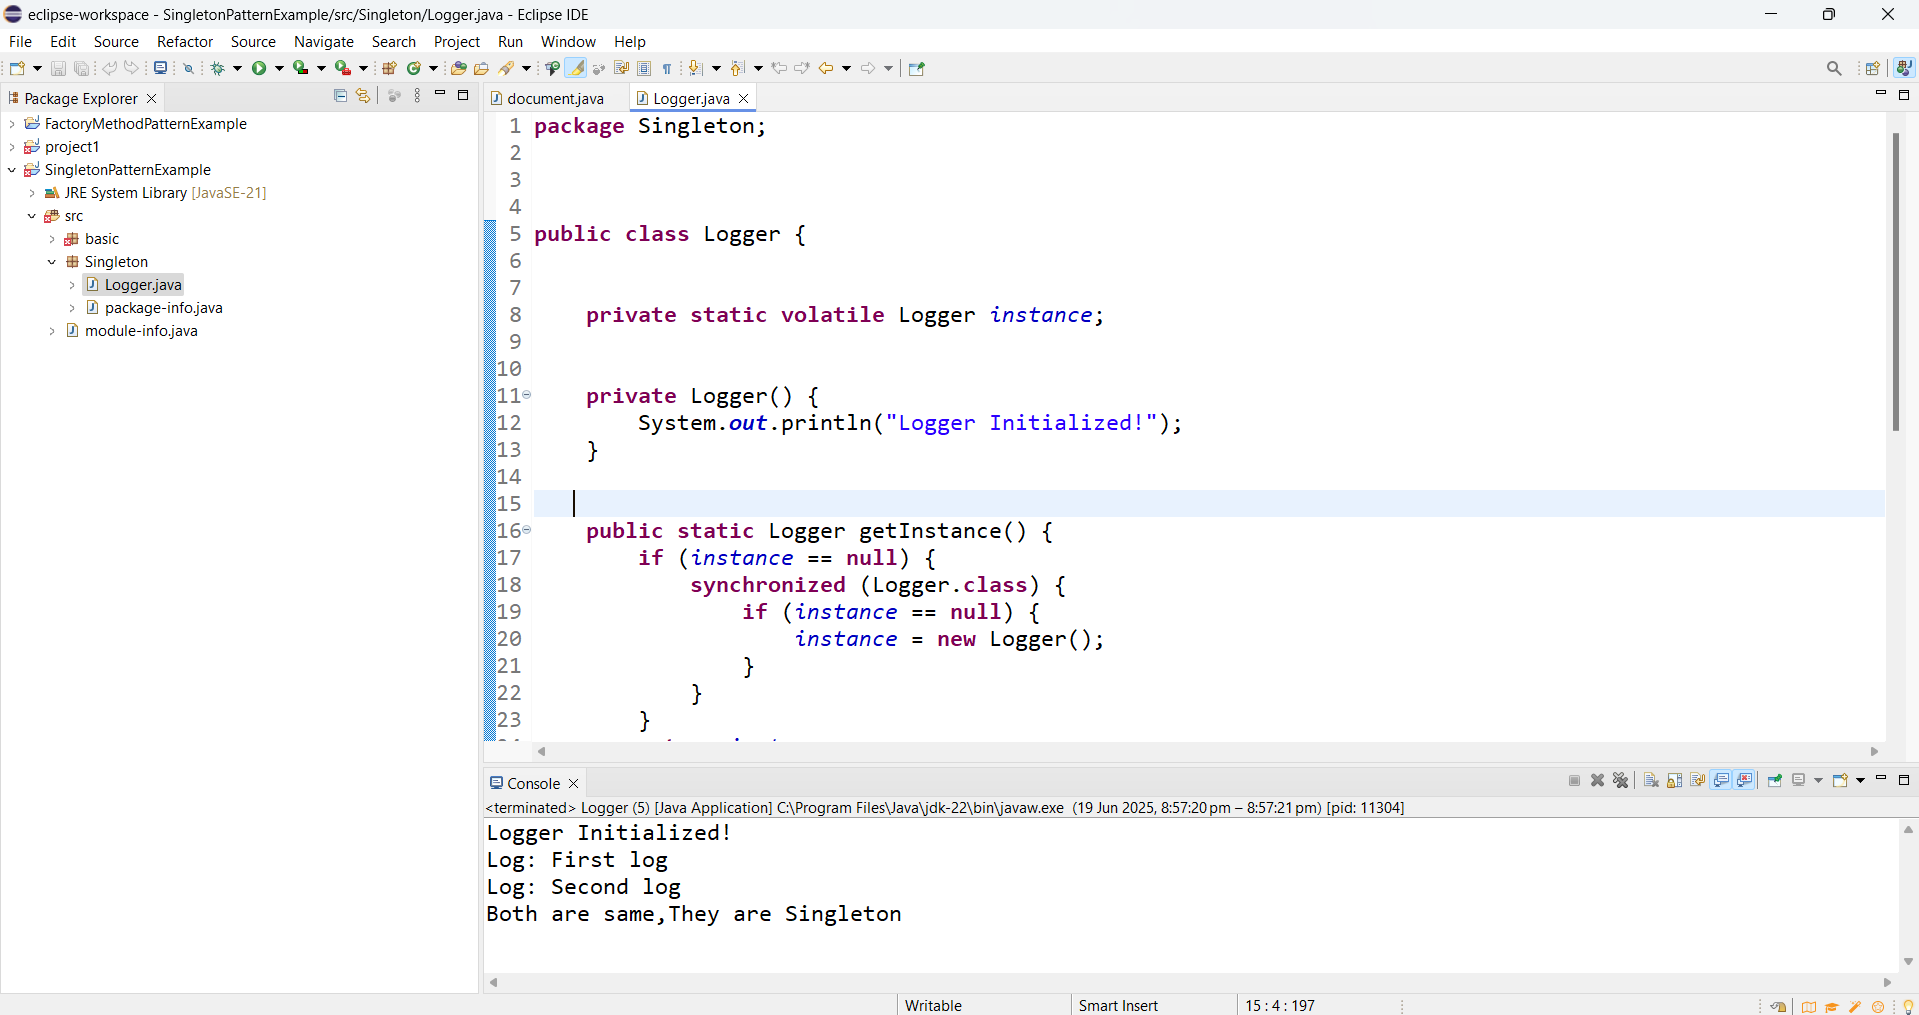 eclipse-workspace - SingletonPatternExample/src/Singleton/Logger.java - Eclipse IDE
File Edit Source Refactor Source Navigate Search Project Run Window Help
Package Explorer
FactoryMethodPatternExample
project1
SingletonPatternExample
JRE System Library [JavaSE-21]
src
basic
Singleton
Logger.java
package-info.java
module-info.java
document.java Logger.java
1 package Singleton;
2
3
4
5 public class Logger {
6
7
8 private static volatile Logger instance;
9
10
11 private Logger() {
12 System.out.println("Logger Initialized!");
13 }
14
15
16 public static Logger getInstance() {
17 if (instance == null) {
18 synchronized (Logger.class) {
19 if (instance == null) {
20 instance = new Logger();
21 }
22 }
23 }
Console
<terminated> Logger (5) [Java Application] C:\Program Files\Java\jdk-22\bin\javaw.exe (19 Jun 2025, 8:57:20 pm – 8:57:21 pm) [pid: 11304]
Logger Initialized!
Log: First log
Log: Second log
Both are same,They are Singleton
Writable Smart Insert 15 : 4 : 197